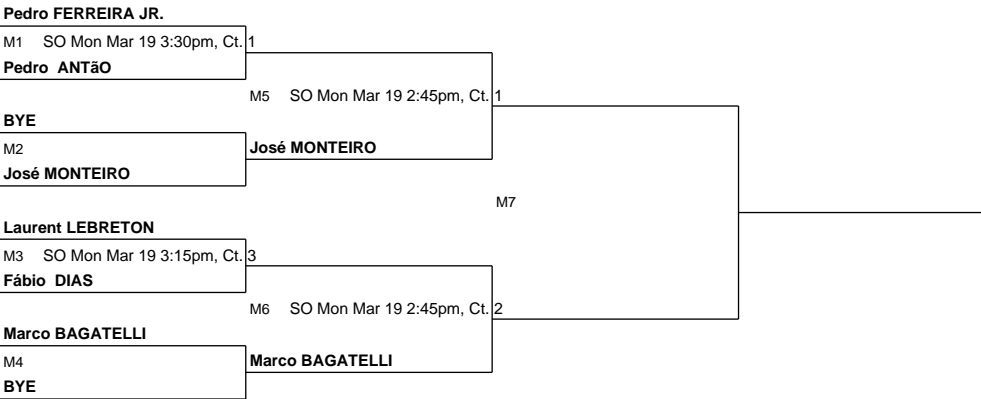 Pedro FERREIRA JR.
M1 SO Mon Mar 19 3:30pm, Ct. 1
Pedro ANTãO
M5 SO Mon Mar 19 2:45pm, Ct. 1
BYE
M2
José MONTEIRO
José MONTEIRO
M7
Laurent LEBRETON
M3 SO Mon Mar 19 3:15pm, Ct. 3
Fábio DIAS
M6 SO Mon Mar 19 2:45pm, Ct. 2
Marco BAGATELLI
M4
Marco BAGATELLI
BYE